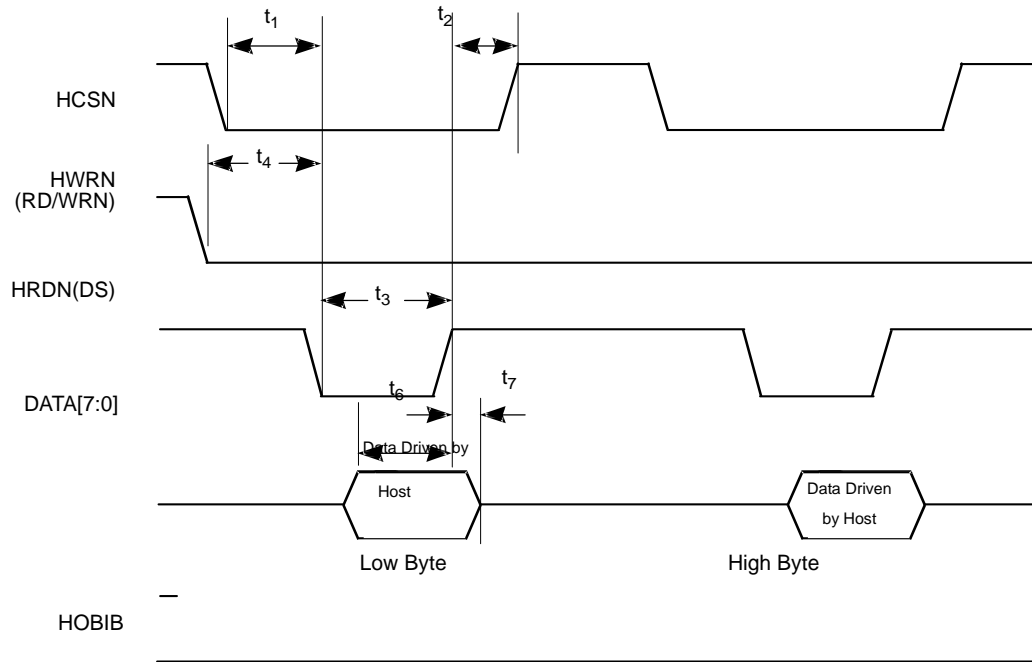 t1
t2
HCSN
t4
HWRN
(RD/WRN)
HRDN(DS)
t3
t6
t7
DATA[7:0]
Data Driven by
Host
Data Driven
by Host
Low Byte
High Byte
HOBIB